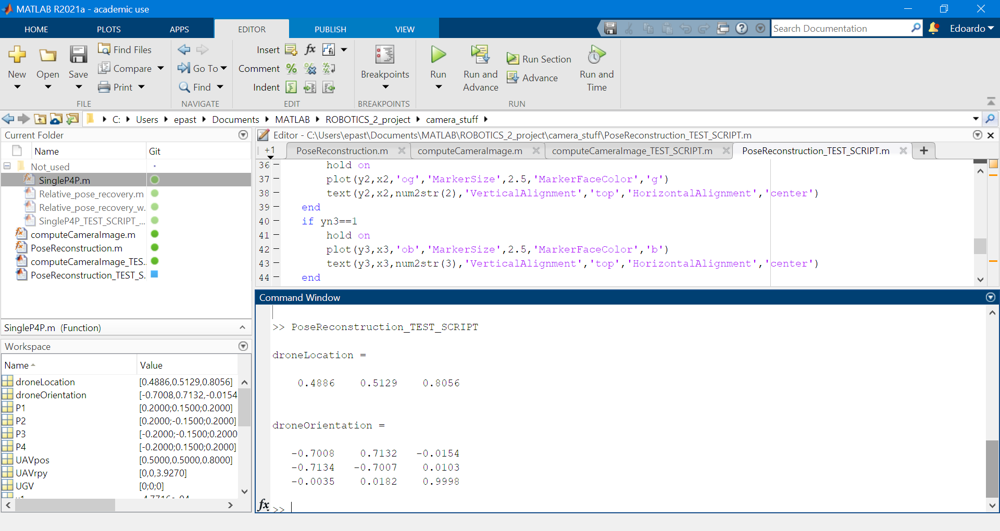 MATLAB R2021a - academic use
HOME PLOTS APPS EDITOR PUBLISH VIEW Search Documentation Edoardo
New Open Save Find Files Compare Print
FILE
Go To Find
NAVIGATE
Insert fx
Comment
Indent
EDIT
Breakpoints
BREAKPOINTS
Run Run and Advance Run Section Advance Run and Time
RUN
C: Users epast Documents MATLAB ROBOTICS_2_project camera_stuff
Current Folder
Name Git
Not_used
SingleP4P.m
Relative_pose_recovery.m
Relative_pose_recovery_w.
SingleP4P_TEST_SCRIPT_...
computeCameraImage.m
PoseReconstruction.m
computeCameraImage_TES.
PoseReconstruction_TEST_S.
SingleP4P.m (Function)
Workspace
Name Value
droneLocation [0.4886,0.5129,0.8056]
droneOrientation [-0.7008,0.7132,-0.0154
P1 [0.2000;0.1500;0.2000]
P2 [0.2000;-0.1500;0.2000]
P3 [-0.2000;-0.1500;0.2000
P4 [-0.2000;0.1500;0.2000]
UAVpos [0.5000,0.5000,0.8000]
UAVrpy [0,0,3.9270]
UGV [0;0;0]
Editor - C:\Users\epast\Documents\MATLAB\ROBOTICS_2_project\camera_stuff\PoseReconstruction_TEST_SCRIPT.m
+1 PoseReconstruction.m computeCameraImage.m computeCameraImage_TEST_SCRIPT.m PoseReconstruction_TEST_SCRIPT.m
36 - hold on
37 - plot(y2,x2,'og','MarkerSize',2.5,'MarkerFaceColor','g')
38 - text(y2,x2,num2str(2),'VerticalAlignment','top','HorizontalAlignment','center')
39 - end
40 - if yn3==1
41 - hold on
42 - plot(y3,x3,'ob','MarkerSize',2.5,'MarkerFaceColor','b')
43 - text(y3,x3,num2str(3),'VerticalAlignment','top','HorizontalAlignment','center')
44 - end
Command Window
>> PoseReconstruction_TEST_SCRIPT
droneLocation =
0.4886 0.5129 0.8056
droneOrientation =
-0.7008 0.7132 -0.0154
-0.7134 -0.7007 0.0103
-0.0035 0.0182 0.9998
fx >>